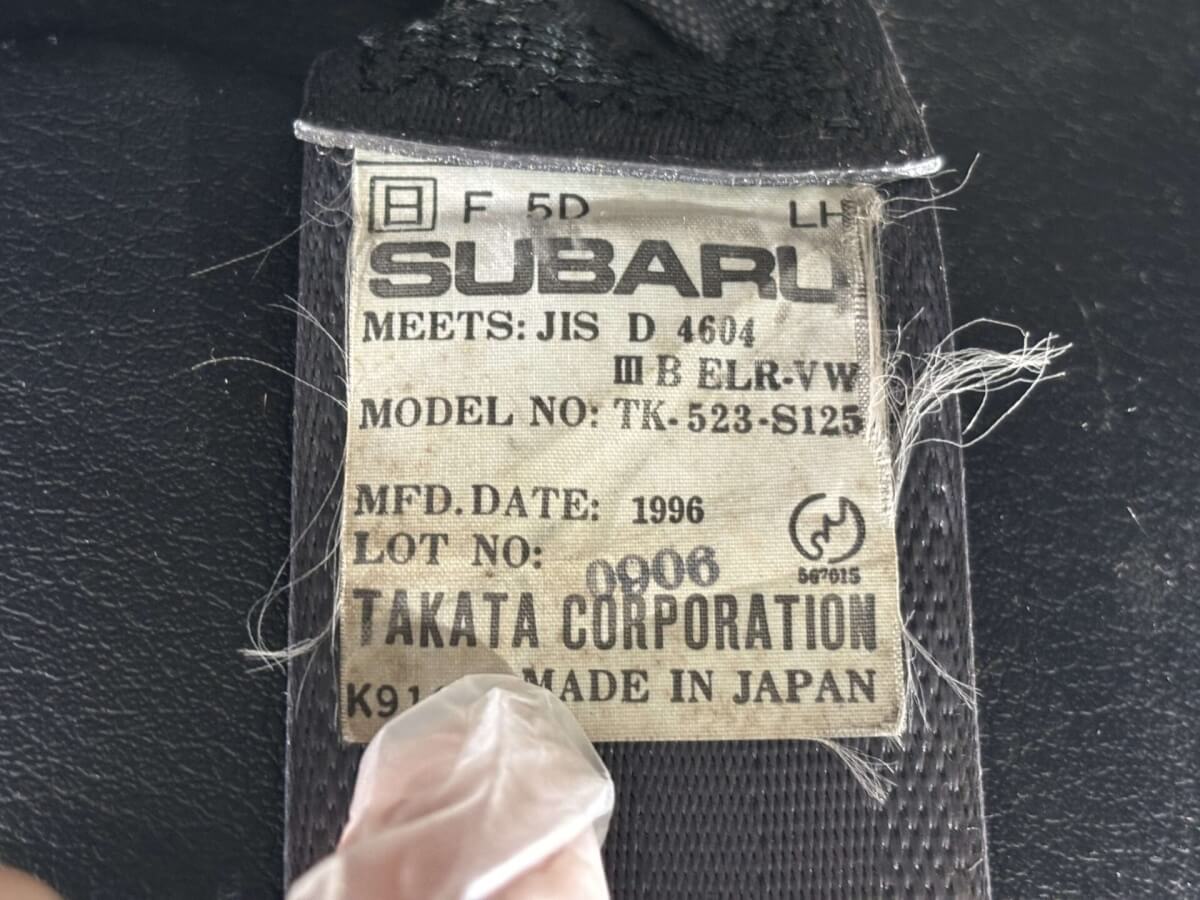 日 F 5D LH
SUBARU
MEETS: JIS D 4604
III B ELR-VW
MODEL NO: TK-523-S125
MFD. DATE: 1996
LOT NO: 0906
567615
TAKATA CORPORATION
MADE IN JAPAN